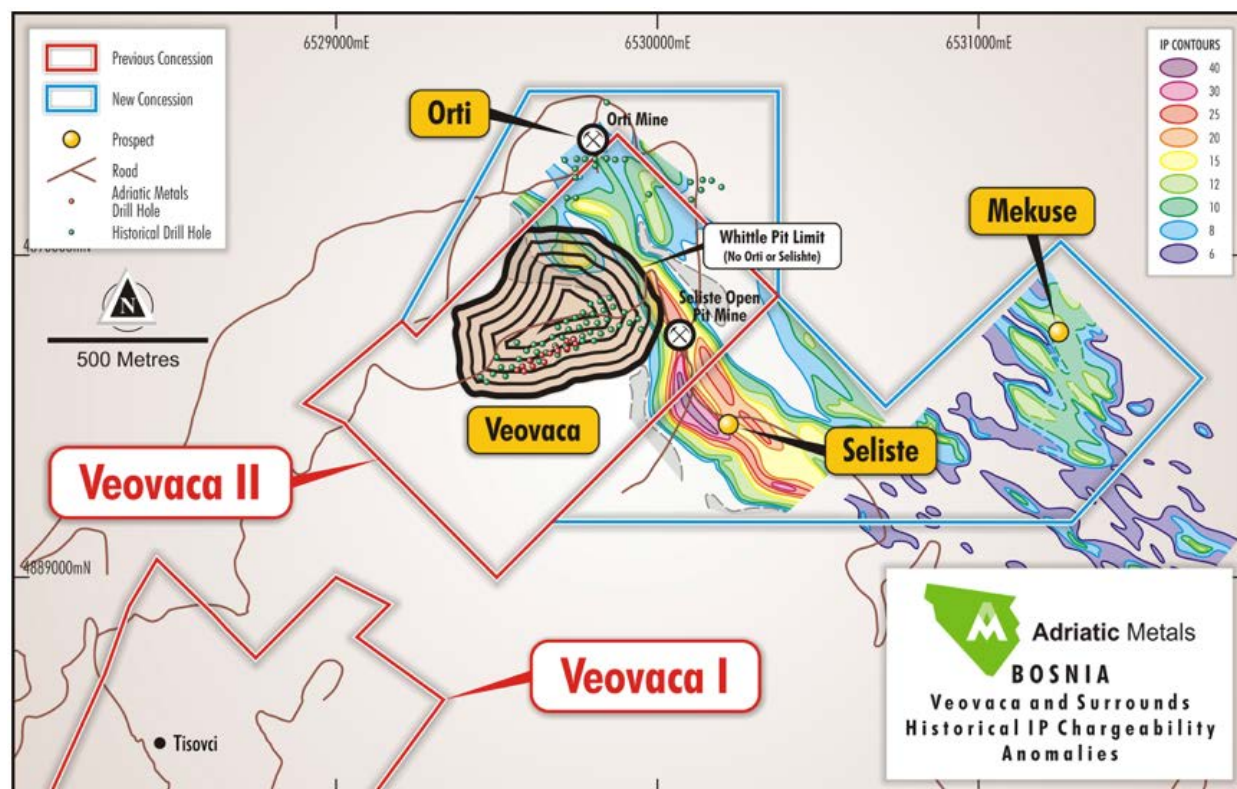 6529000mE
6530000mE
6531000mE
Previous Concession
New Concession
Prospect
Road
Adriatic Metals
Drill Hole
Historical Drill Hole
IP CONTOURS
40
30
25
20
15
12
10
8
6
Orti
Orti Mine
Mekuse
Whittle Pit Limit
(No Orti or Selishte)
Seliste Open
Pit Mine
N
500 Metres
Veovaca
Seliste
Veovaca II
4889000mN
Veovaca I
Tisovci
Adriatic Metals
BOSNIA
Veovaca and Surrounds
Historical IP Chargeability
Anomalies